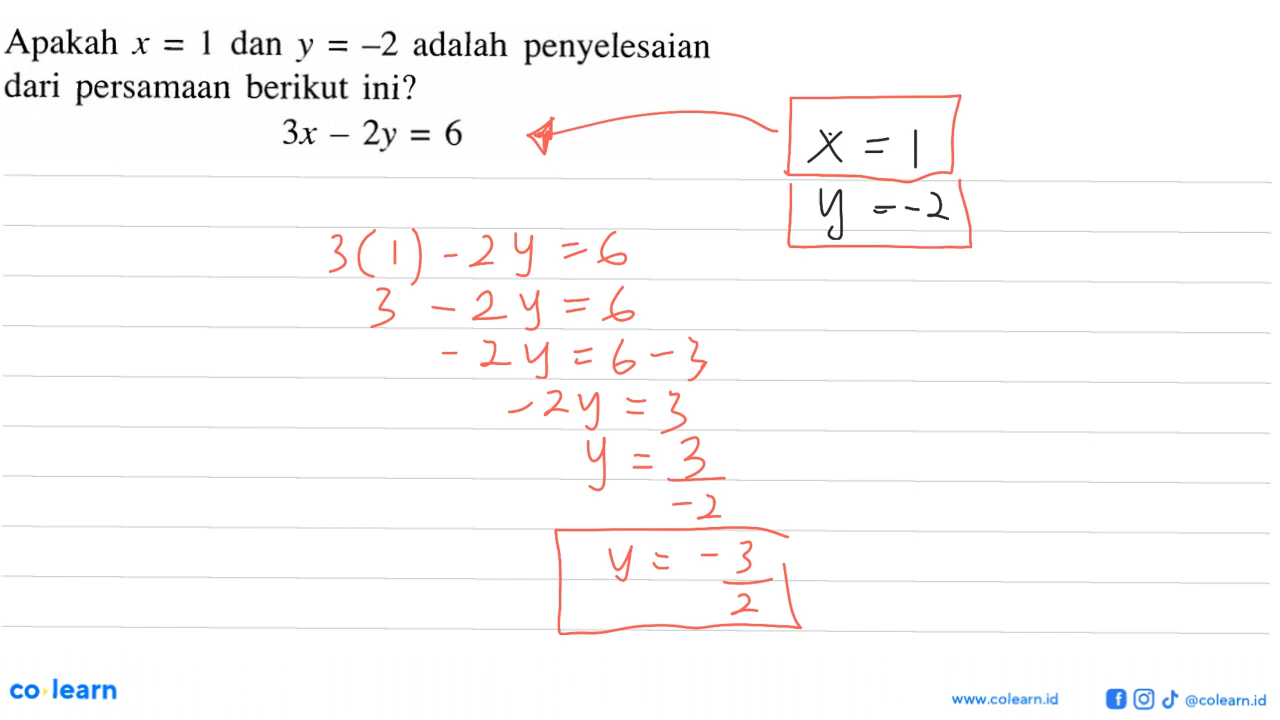 Apakah x = 1 dan y = –2 adalah penyelesaian
dari persamaan berikut ini?
3x – 2y = 6
x = 1
y = -2
3(1) - 2y = 6
3 - 2y = 6
- 2y = 6 - 3
-2y = 3
y = 3
-2
y = - 3
2
co learn
www.colearn.id
@colearn.id